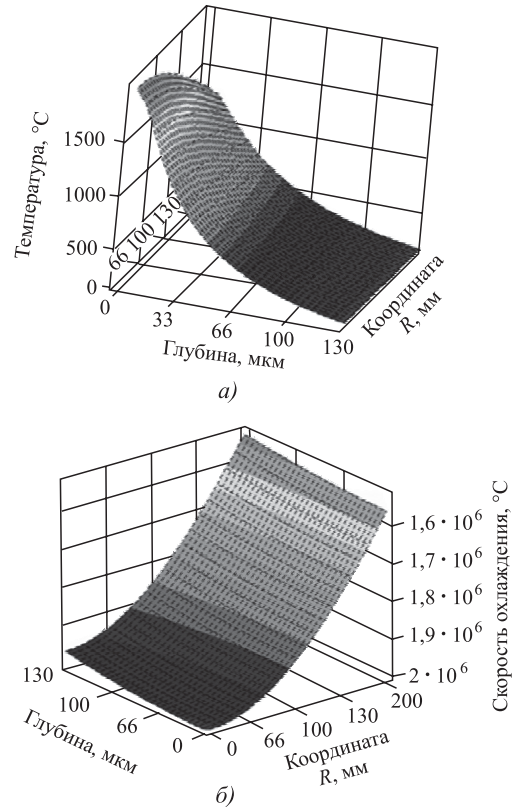 Температура, °C
1500
1000
500
0
66 100 130
0
33
66
100
130
Глубина, мкм
Координата
R, мм
а)
1,6 · 10⁶
1,7 · 10⁶
1,8 · 10⁶
1,9 · 10⁶
2 · 10⁶
Скорость охлаждения, °C
130
100
66
0
Глубина, мкм
0
66
100
130
200
Координата
R, мм
б)